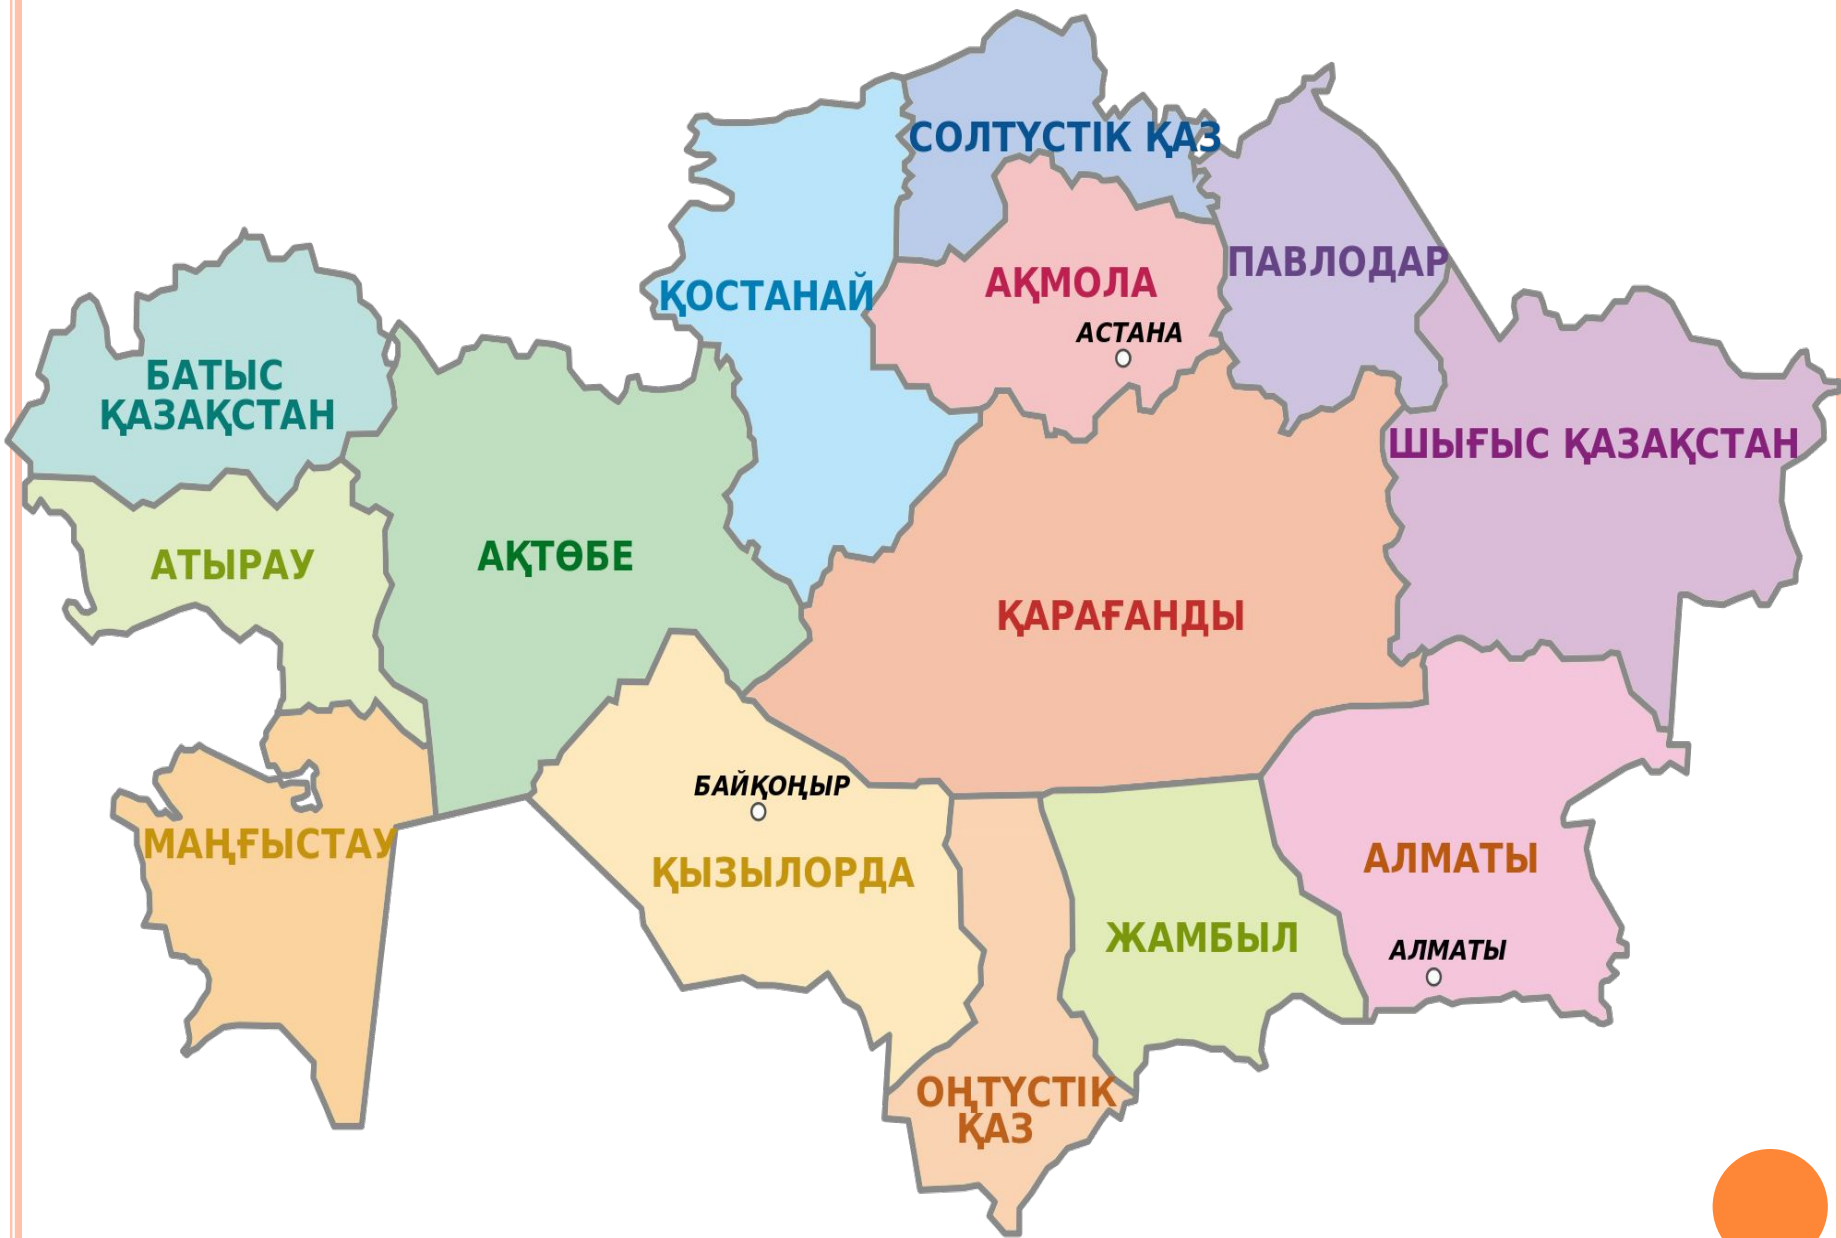 СОЛТҮСТІК ҚАЗ
ПАВЛОДАР
АҚМОЛА
ҚОСТАНАЙ
АСТАНА
БАТЫС
ҚАЗАҚСТАН
ШЫҒЫС ҚАЗАҚСТАН
АТЫРАУ
АҚТӨБЕ
ҚАРАҒАНДЫ
БАЙҚОҢЫР
МАҢҒЫСТАУ
ҚЫЗЫЛОРДА
АЛМАТЫ
ЖАМБЫЛ
АЛМАТЫ
ОҢТҮСТІК
ҚАЗ